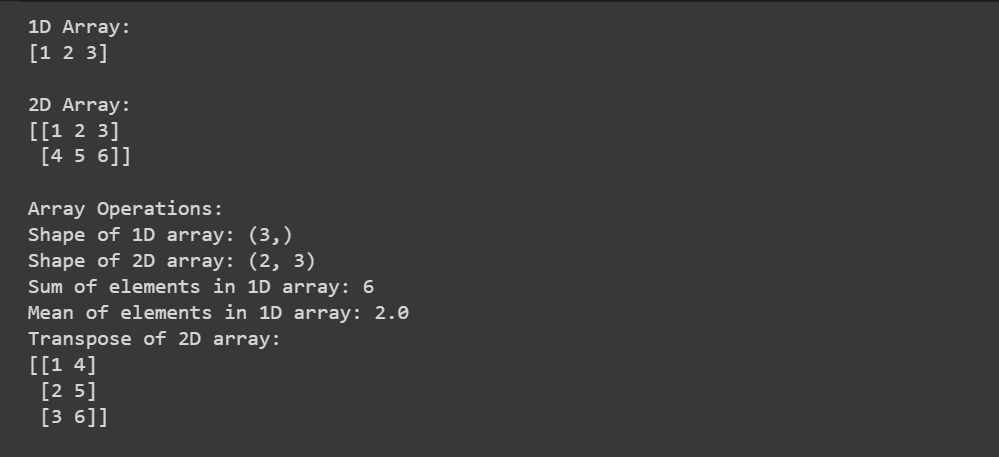 1D Array:
[1 2 3]
2D Array:
[[1 2 3]
[4 5 6]]
Array Operations:
Shape of 1D array: (3,)
Shape of 2D array: (2, 3)
Sum of elements in 1D array: 6
Mean of elements in 1D array: 2.0
Transpose of 2D array:
[[1 4]
[2 5]
[3 6]]